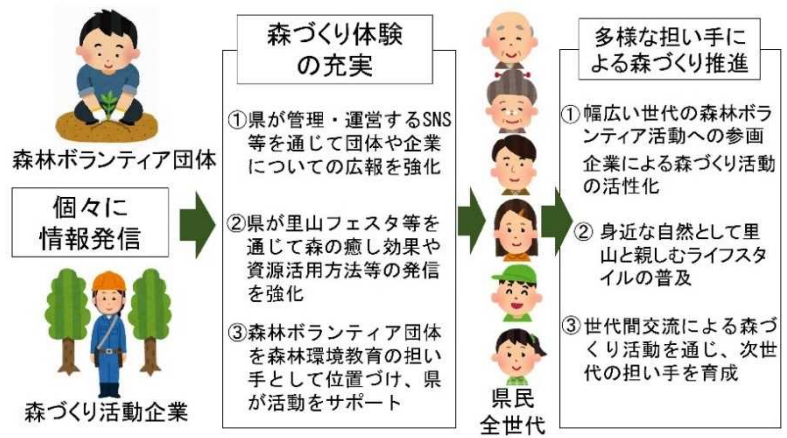 森林ボランティア団体
個々に
情報発信
森づくり活動企業
森づくり体験
の充実
①県が管理・運営するSNS
等を通じて団体や企業
についての広報を強化
②県が里山フェスタ等を
通じて森の癒し効果や
資源活用方法等の発信
を強化
③森林ボランティア団体
を森林環境教育の担い
手として位置づけ、県
が活動をサポート
県民
全世代
多様な担い手に
よる森づくり推進
① 幅広い世代の森林ボラ
ンティア活動への参画
企業による森づくり活動
の活性化
② 身近な自然として里
山と親しむライフスタ
イルの普及
③ 世代間交流による森づ
くり活動を通じ、次世
代の担い手を育成